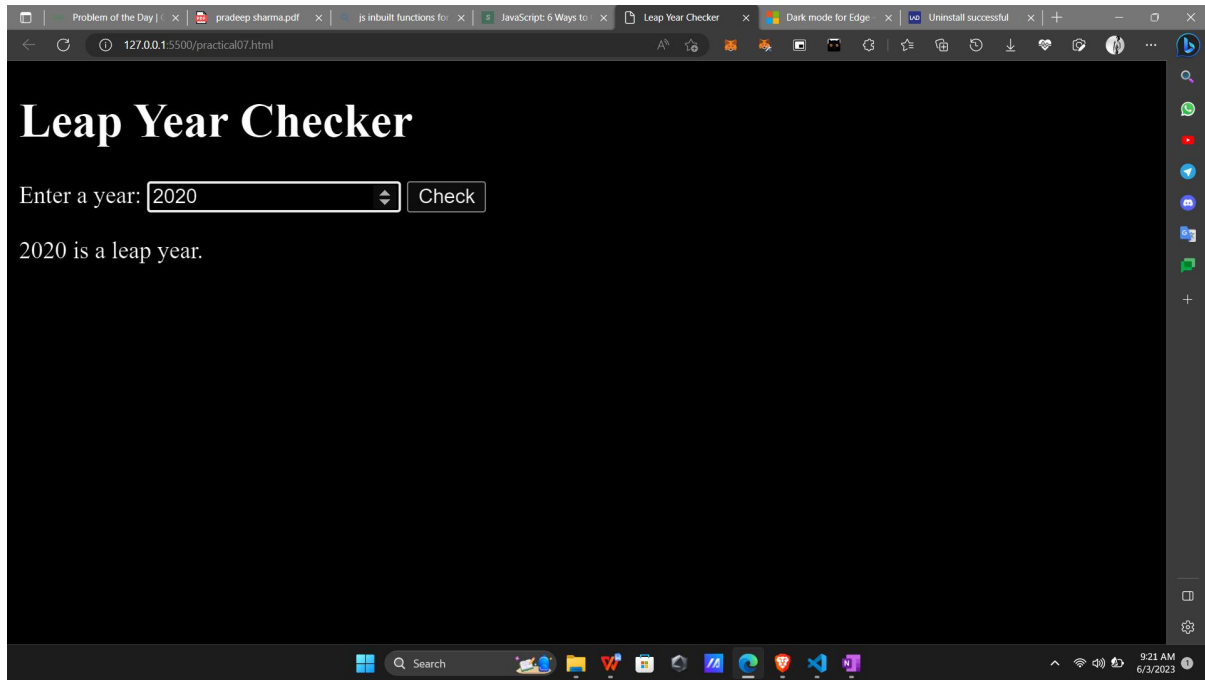 Problem of the Day |
pradeep sharma.pdf
js inbuilt functions for
JavaScript: 6 Ways to
Leap Year Checker
Dark mode for Edge -
Uninstall successful
127.0.0.1:5500/practical07.html
Leap Year Checker
Enter a year: 2020 Check
2020 is a leap year.
Search
9:21 AM
6/3/2023